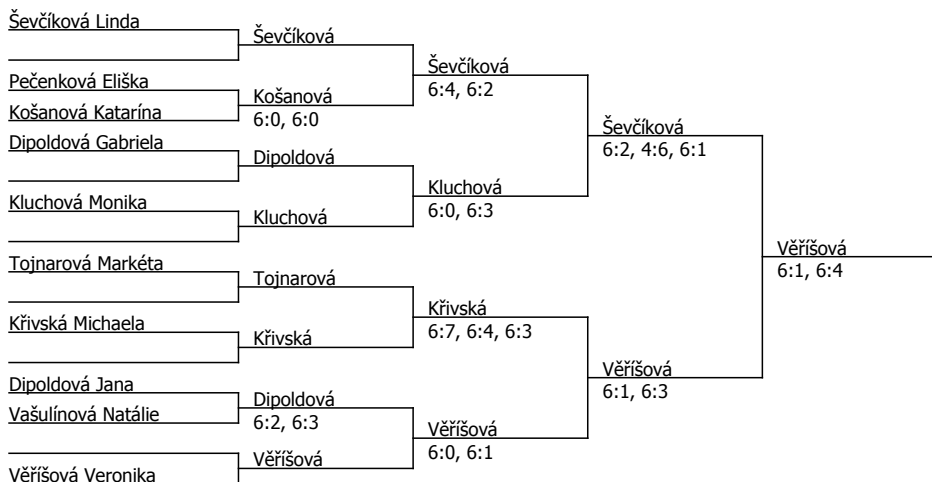 Ševčíková Linda
Pečenková Eliška
Košanová Katarína
Dipoldová Gabriela
Kluchová Monika
Tojnarová Markéta
Křivská Michaela
Dipoldová Jana
Vašulínová Natálie
Věříšová Veronika
Ševčíková
Košanová
6:0, 6:0
Dipoldová
Kluchová
Tojnarová
Křivská
Dipoldová
6:2, 6:3
Věříšová
Ševčíková
6:4, 6:2
Kluchová
6:0, 6:3
Křivská
6:7, 6:4, 6:3
Věříšová
6:0, 6:1
Ševčíková
6:2, 4:6, 6:1
Věříšová
6:1, 6:3
Věříšová
6:1, 6:4